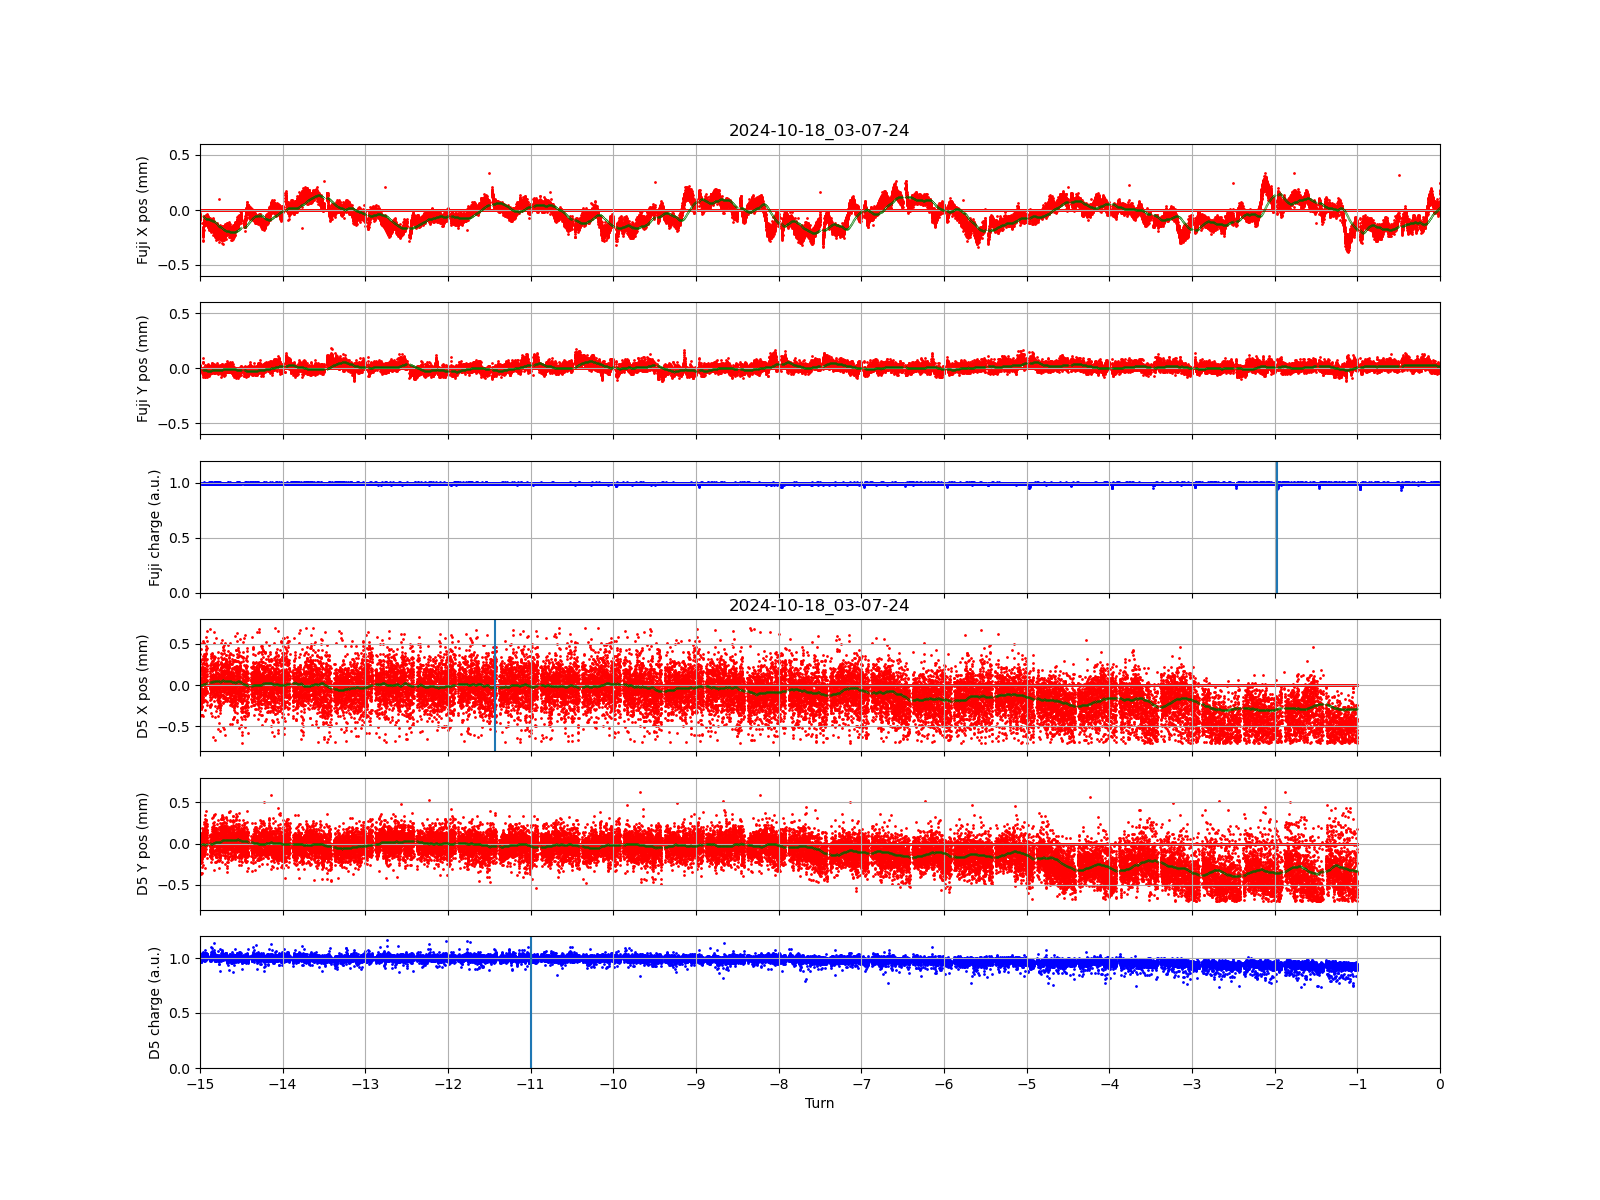 2024-10-18_03-07-24
Fuji X pos (mm)
0.5
0.0
−0.5
Fuji Y pos (mm)
0.5
0.0
−0.5
Fuji charge (a.u.)
1.0
0.5
0.0
2024-10-18_03-07-24
D5 X pos (mm)
0.5
0.0
−0.5
D5 Y pos (mm)
0.5
0.0
−0.5
D5 charge (a.u.)
1.0
0.5
0.0
−15 −14 −13 −12 −11 −10 −9 −8 −7 −6 −5 −4 −3 −2 −1 0
Turn